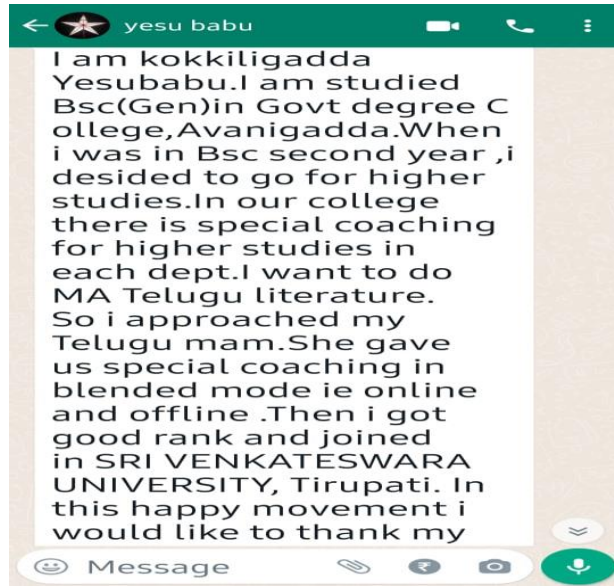 yesu babu
I am kokkiligadda
Yesubabu.I am studied
Bsc(Gen)in Govt degree C
ollege,Avanigadda.When
i was in Bsc second year ,i
desided to go for higher
studies.In our college
there is special coaching
for higher studies in
each dept.I want to do
MA Telugu literature.
So i approached my
Telugu mam.She gave
us special coaching in
blended mode ie online
and offline .Then i got
good rank and joined
in SRI VENKATESWARA
UNIVERSITY, Tirupati. In
this happy movement i
would like to thank my
Message